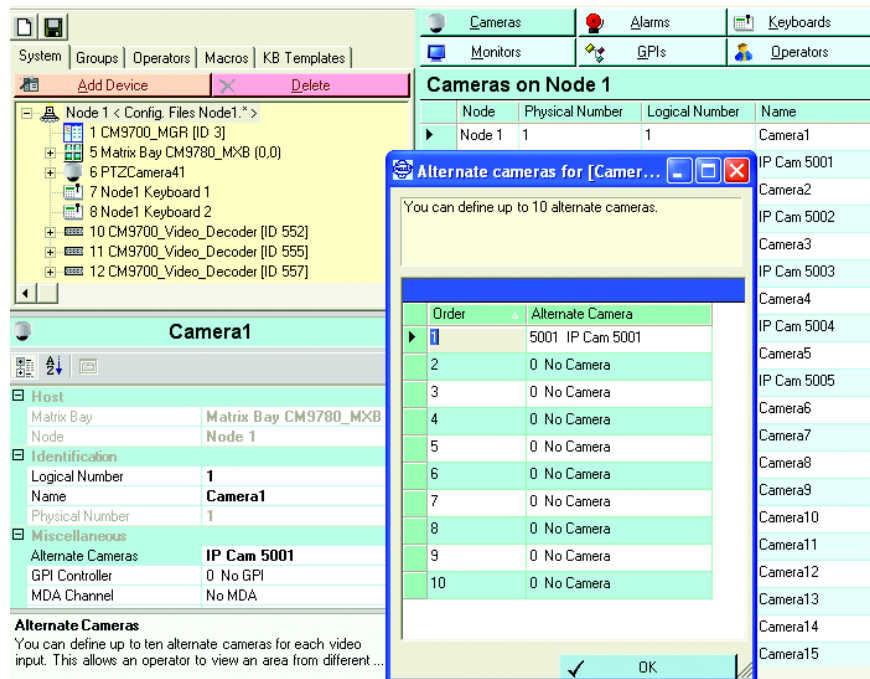 Cameras
Alarms
Keyboards
Monitors
GPIs
Operators
System
Groups
Operators
Macros
KB Templates
Add Device
Delete
Node 1 < Config. Files Node1.* >
1 CM9700_MGR [ID 3]
5 Matrix Bay CM9780_MXB (0,0)
6 PTZCamera41
7 Node1 Keyboard 1
8 Node1 Keyboard 2
10 CM9700_Video_Decoder [ID 552]
11 CM9700_Video_Decoder [ID 555]
12 CM9700_Video_Decoder [ID 557]
Camera1
Host
Matrix Bay Matrix Bay CM9780_MXB
Node Node 1
Identification
Logical Number 1
Name Camera1
Physical Number 1
Miscellaneous
Alternate Cameras IP Cam 5001
GPI Controller 0 No GPI
MDA Channel No MDA
Alternate Cameras
You can define up to ten alternate cameras for each video
input. This allows an operator to view an area from different ...
Cameras on Node 1
Node Physical Number Logical Number Name
Node 1 1 1 Camera1
IP Cam 5001
Camera2
IP Cam 5002
Camera3
IP Cam 5003
Camera4
IP Cam 5004
Camera5
IP Cam 5005
Camera6
Camera7
Camera8
Camera9
Camera10
Camera11
Camera12
Camera13
Camera14
Camera15
Alternate cameras for [Camer...
You can define up to 10 alternate cameras.
Order Alternate Camera
1 5001 IP Cam 5001
2 0 No Camera
3 0 No Camera
4 0 No Camera
5 0 No Camera
6 0 No Camera
7 0 No Camera
8 0 No Camera
9 0 No Camera
10 0 No Camera
OK